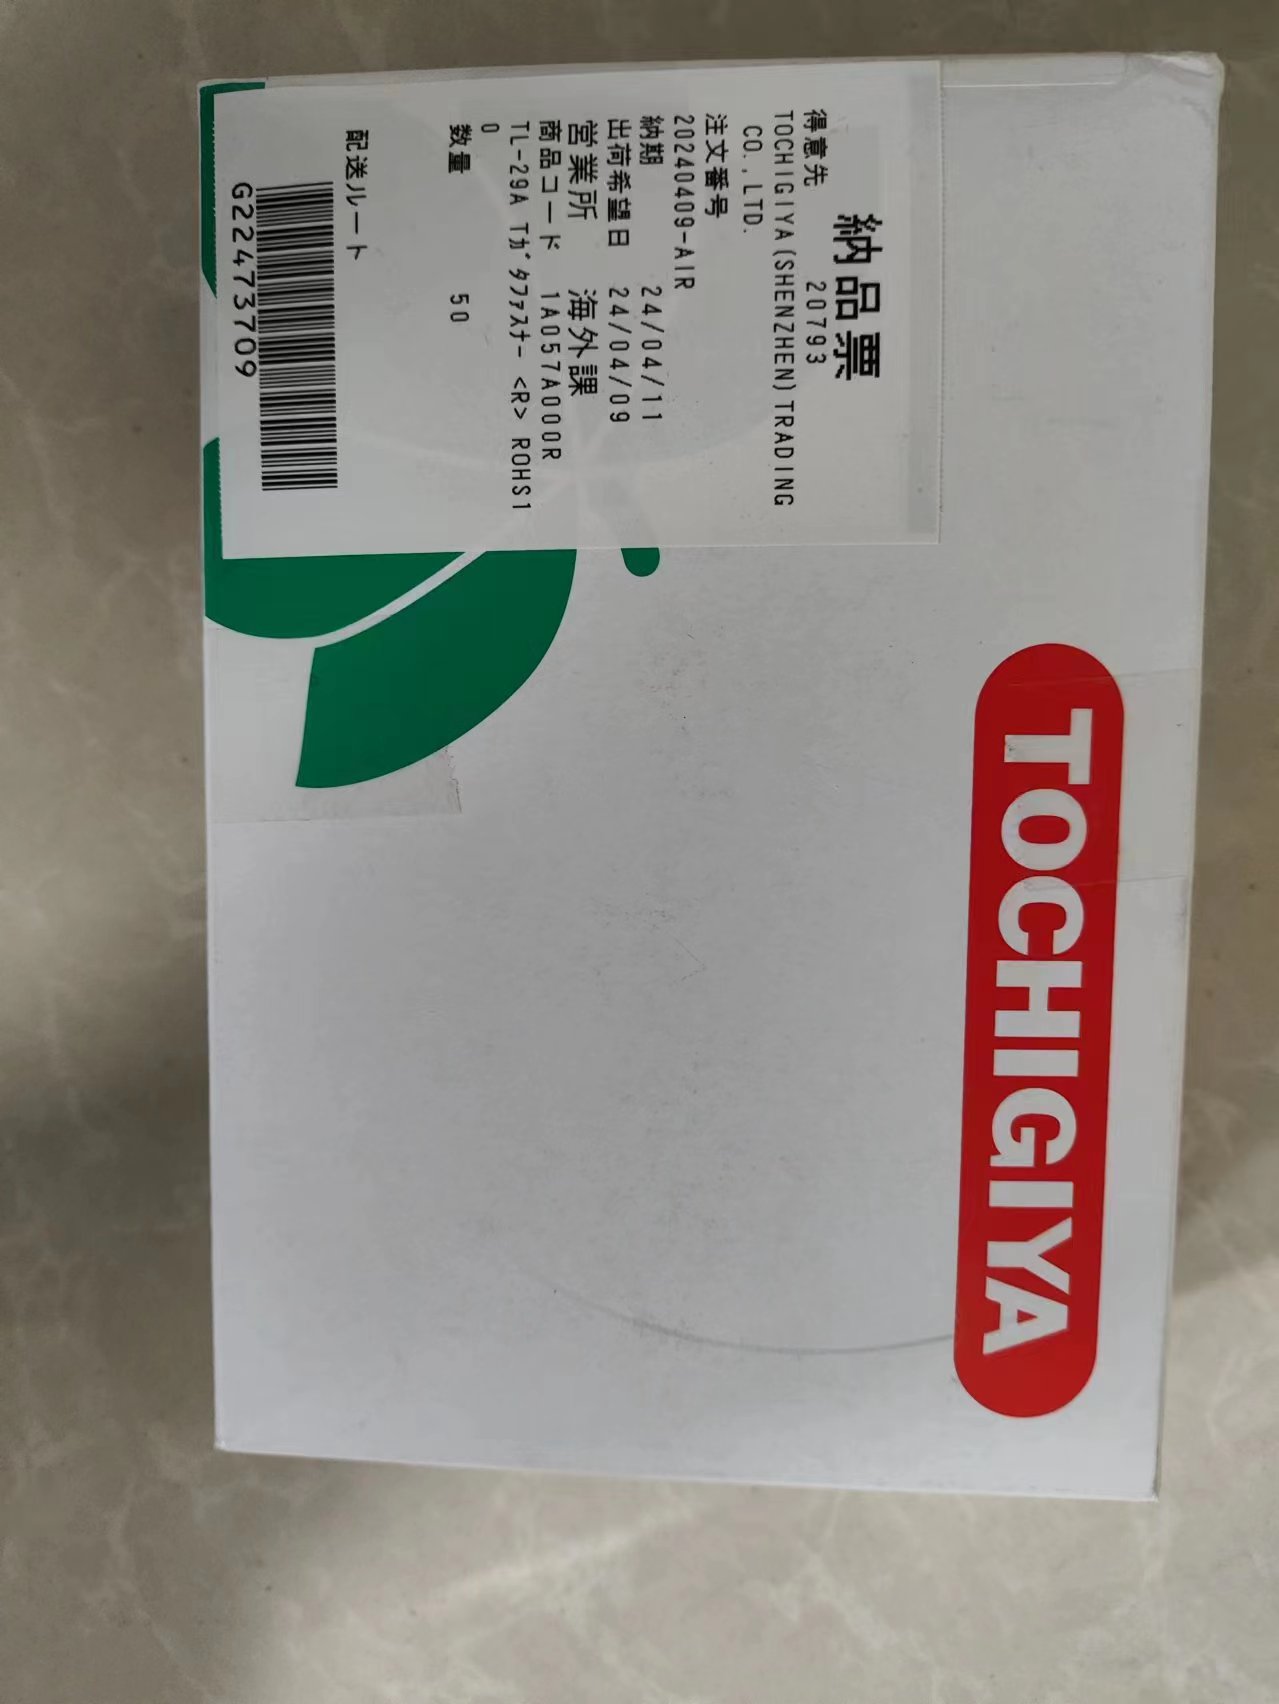 納品票
得意先 20793
TOCHIGIYA(SHENZHEN)TRADING
CO.,LTD.
注文番号
20240409-AIR
納期 24/04/11
出荷希望日 24/04/09
営業所 海外課
商品コード 1A057A000R
TL-29A Tガタファスナー <R> ROHS1
0
数量 50
配送ルート
G22473709
TOCHIGIYA